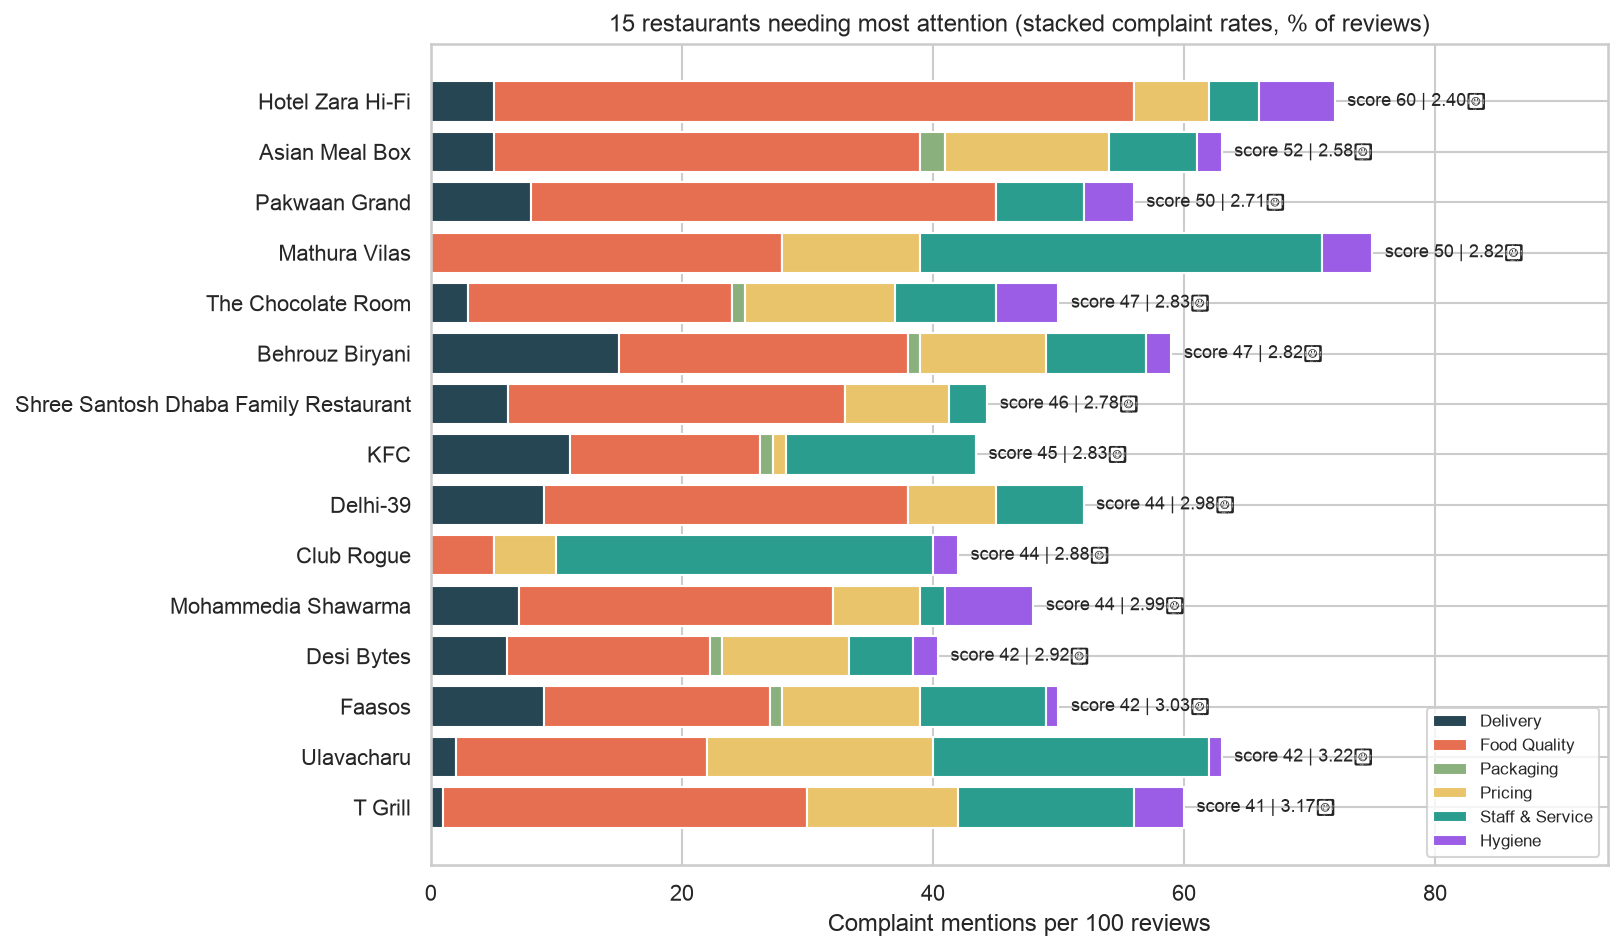 15 restaurants needing most attention (stacked complaint rates, % of reviews)
Hotel Zara Hi-Fi score 60 | 2.40
Asian Meal Box score 52 | 2.58
Pakwaan Grand score 50 | 2.71
Mathura Vilas score 50 | 2.82
The Chocolate Room score 47 | 2.83
Behrouz Biryani score 47 | 2.82
Shree Santosh Dhaba Family Restaurant score 46 | 2.78
KFC score 45 | 2.83
Delhi-39 score 44 | 2.98
Club Rogue score 44 | 2.88
Mohammedia Shawarma score 44 | 2.99
Desi Bytes score 42 | 2.92
Faasos score 42 | 3.03
Ulavacharu score 42 | 3.22
T Grill score 41 | 3.17
Delivery
Food Quality
Packaging
Pricing
Staff & Service
Hygiene
0 20 40 60 80
Complaint mentions per 100 reviews